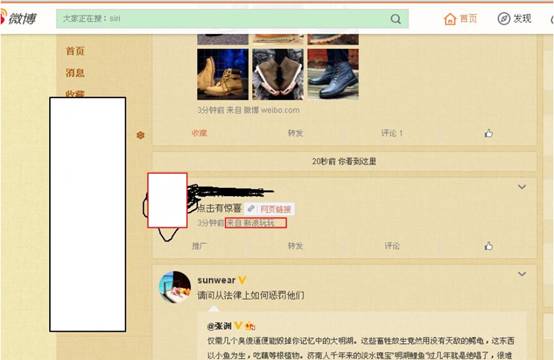 微博
大家正在搜：siri
首页
发现
首页
消息
收藏
3分钟前 来自 微博 weibo.com
收藏 转发 评论 1
20秒前 你看到这里
点击有惊喜 网页链接
3分钟前 来自 新浪玩玩
推广 转发 评论
sunwear
请问从法律上如何惩罚他们
@张洲
仅需几个臭傻逼便能毁掉你记忆中的大明湖。这些畜牲放生竟然用没有天敌的鳄龟，这东西
以小鱼为生，吃藕等根植物。济南人千年来的淡水瑰宝"明湖鲤鱼"过几年就是绝唱了，很难